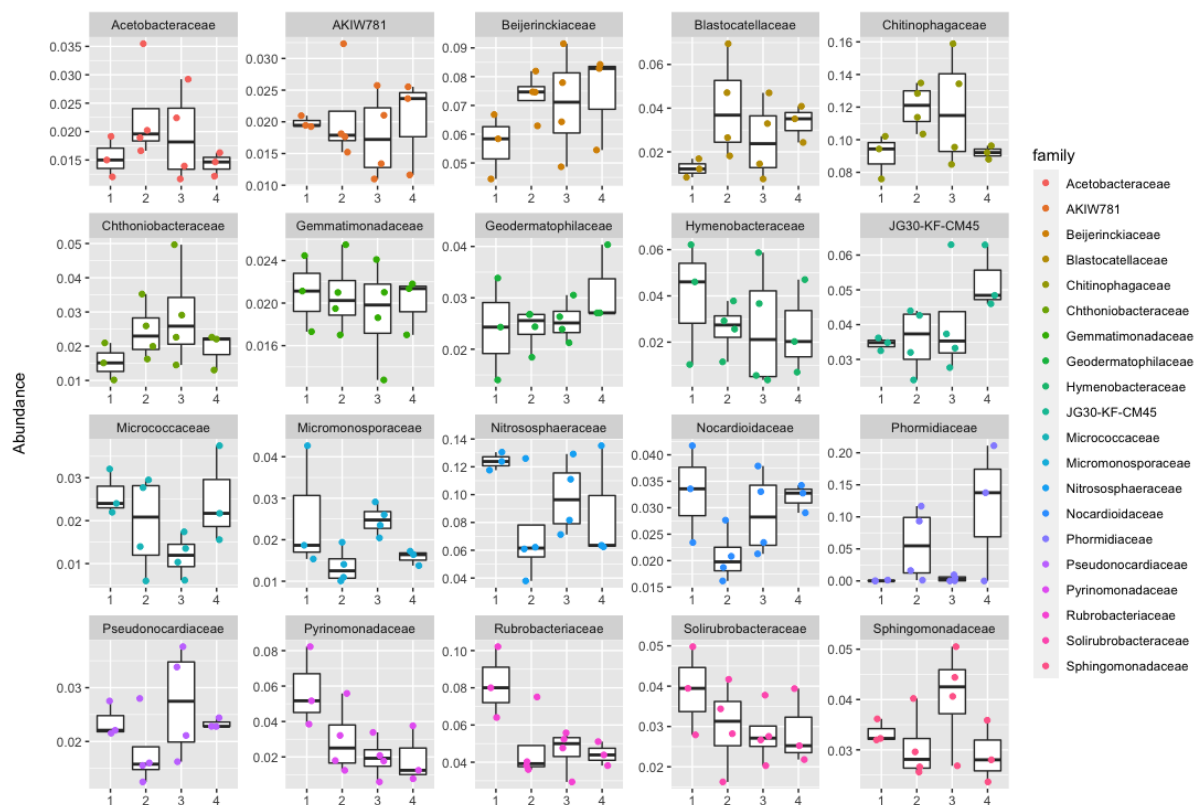 Acetobacteraceae AKIW781 Beijerinckiaceae Blastocatellaceae Chitinophagaceae
0.035 0.030 0.025 0.020 0.015
0.030 0.020 0.010
0.09 0.08 0.07 0.06 0.05
0.06 0.04 0.02
0.16 0.14 0.12 0.10 0.08
1 2 3 4 1 2 3 4 1 2 3 4 1 2 3 4 1 2 3 4
Chthoniobacteraceae Gemmatimonadaceae Geodermatophilaceae Hymenobacteraceae JG30-KF-CM45
0.05 0.04 0.03 0.02 0.01
0.024 0.020 0.016
0.04 0.03 0.02
0.06 0.04 0.02
0.06 0.05 0.04 0.03
1 2 3 4 1 2 3 4 1 2 3 4 1 2 3 4 1 2 3 4
Abundance
Micrococcaceae Micromonosporaceae Nitrososphaeraceae Nocardioidaceae Phormidiaceae
0.03 0.02 0.01
0.04 0.03 0.02 0.01
0.14 0.12 0.10 0.08 0.06 0.04
0.040 0.035 0.030 0.025 0.020 0.015
0.20 0.15 0.10 0.05 0.00
1 2 3 4 1 2 3 4 1 2 3 4 1 2 3 4 1 2 3 4
Pseudonocardiaceae Pyrinomonadaceae Rubrobacteriaceae Solirubrobacteraceae Sphingomonadaceae
0.03 0.02
0.08 0.06 0.04 0.02
0.10 0.08 0.06 0.04
0.05 0.04 0.03 0.02
0.05 0.04 0.03
1 2 3 4 1 2 3 4 1 2 3 4 1 2 3 4 1 2 3 4
family
Acetobacteraceae
AKIW781
Beijerinckiaceae
Blastocatellaceae
Chitinophagaceae
Chthoniobacteraceae
Gemmatimonadaceae
Geodermatophilaceae
Hymenobacteraceae
JG30-KF-CM45
Micrococcaceae
Micromonosporaceae
Nitrososphaeraceae
Nocardioidaceae
Phormidiaceae
Pseudonocardiaceae
Pyrinomonadaceae
Rubrobacteriaceae
Solirubrobacteraceae
Sphingomonadaceae